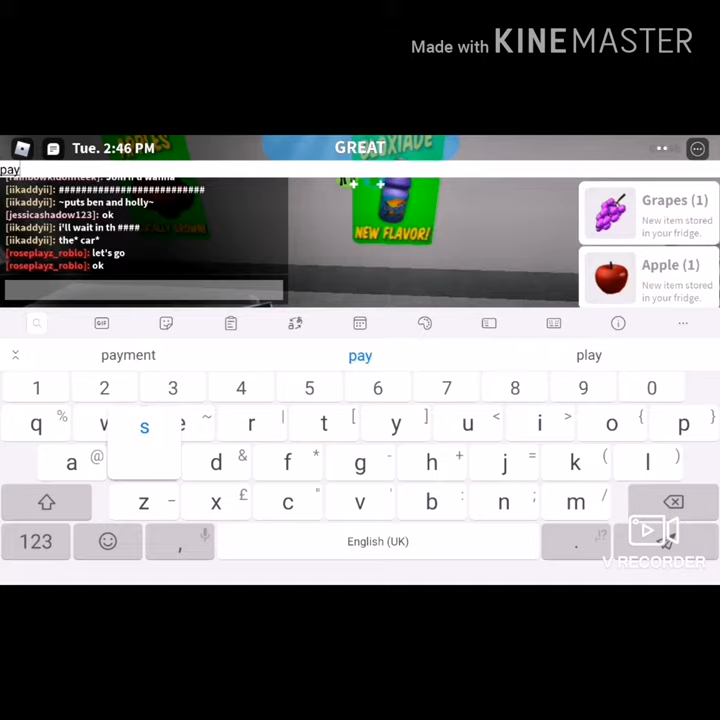 Made with KINEMASTER
Tue. 2:46 PM
GREAT
pay
[iikaddyii]: ##########################
[iikaddyii]: ~puts ben and holly~
[jessicashadow123]: ok
[iikaddyii]: i'll wait in th ####
[iikaddyii]: the* car*
[roseplayz_roblo]: let's go
[roseplayz_roblo]: ok
BLOXIADE
NEW FLAVOR!
Grapes (1)
New item stored
in your fridge.
Apple (1)
New item stored
in your fridge.
GIF
payment pay play
1 2 3 4 5 6 7 8 9 0
q % w e ~ r | t [ y ] u < i > o { p }
a @ s d & f * g - h + j = k ( l )
z _ x £ c " v ' b : n ; m /
123 , English (UK) . ,!?
V RECORDER